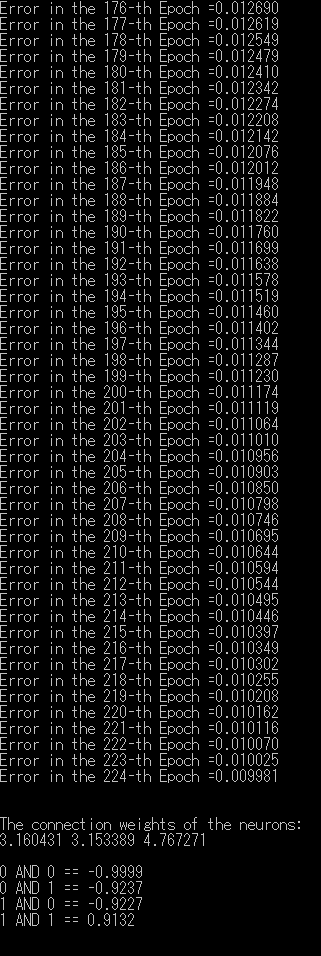 Error in the 176-th Epoch =0.012690
Error in the 177-th Epoch =0.012619
Error in the 178-th Epoch =0.012549
Error in the 179-th Epoch =0.012479
Error in the 180-th Epoch =0.012410
Error in the 181-th Epoch =0.012342
Error in the 182-th Epoch =0.012274
Error in the 183-th Epoch =0.012208
Error in the 184-th Epoch =0.012142
Error in the 185-th Epoch =0.012076
Error in the 186-th Epoch =0.012012
Error in the 187-th Epoch =0.011948
Error in the 188-th Epoch =0.011884
Error in the 189-th Epoch =0.011822
Error in the 190-th Epoch =0.011760
Error in the 191-th Epoch =0.011699
Error in the 192-th Epoch =0.011638
Error in the 193-th Epoch =0.011578
Error in the 194-th Epoch =0.011519
Error in the 195-th Epoch =0.011460
Error in the 196-th Epoch =0.011402
Error in the 197-th Epoch =0.011344
Error in the 198-th Epoch =0.011287
Error in the 199-th Epoch =0.011230
Error in the 200-th Epoch =0.011174
Error in the 201-th Epoch =0.011119
Error in the 202-th Epoch =0.011064
Error in the 203-th Epoch =0.011010
Error in the 204-th Epoch =0.010956
Error in the 205-th Epoch =0.010903
Error in the 206-th Epoch =0.010850
Error in the 207-th Epoch =0.010798
Error in the 208-th Epoch =0.010746
Error in the 209-th Epoch =0.010695
Error in the 210-th Epoch =0.010644
Error in the 211-th Epoch =0.010594
Error in the 212-th Epoch =0.010544
Error in the 213-th Epoch =0.010495
Error in the 214-th Epoch =0.010446
Error in the 215-th Epoch =0.010397
Error in the 216-th Epoch =0.010349
Error in the 217-th Epoch =0.010302
Error in the 218-th Epoch =0.010255
Error in the 219-th Epoch =0.010208
Error in the 220-th Epoch =0.010162
Error in the 221-th Epoch =0.010116
Error in the 222-th Epoch =0.010070
Error in the 223-th Epoch =0.010025
Error in the 224-th Epoch =0.009981
The connection weights of the neurons:
3.160431 3.153389 4.767271
0 AND 0 == -0.9999
0 AND 1 == -0.9237
1 AND 0 == -0.9227
1 AND 1 == 0.9132